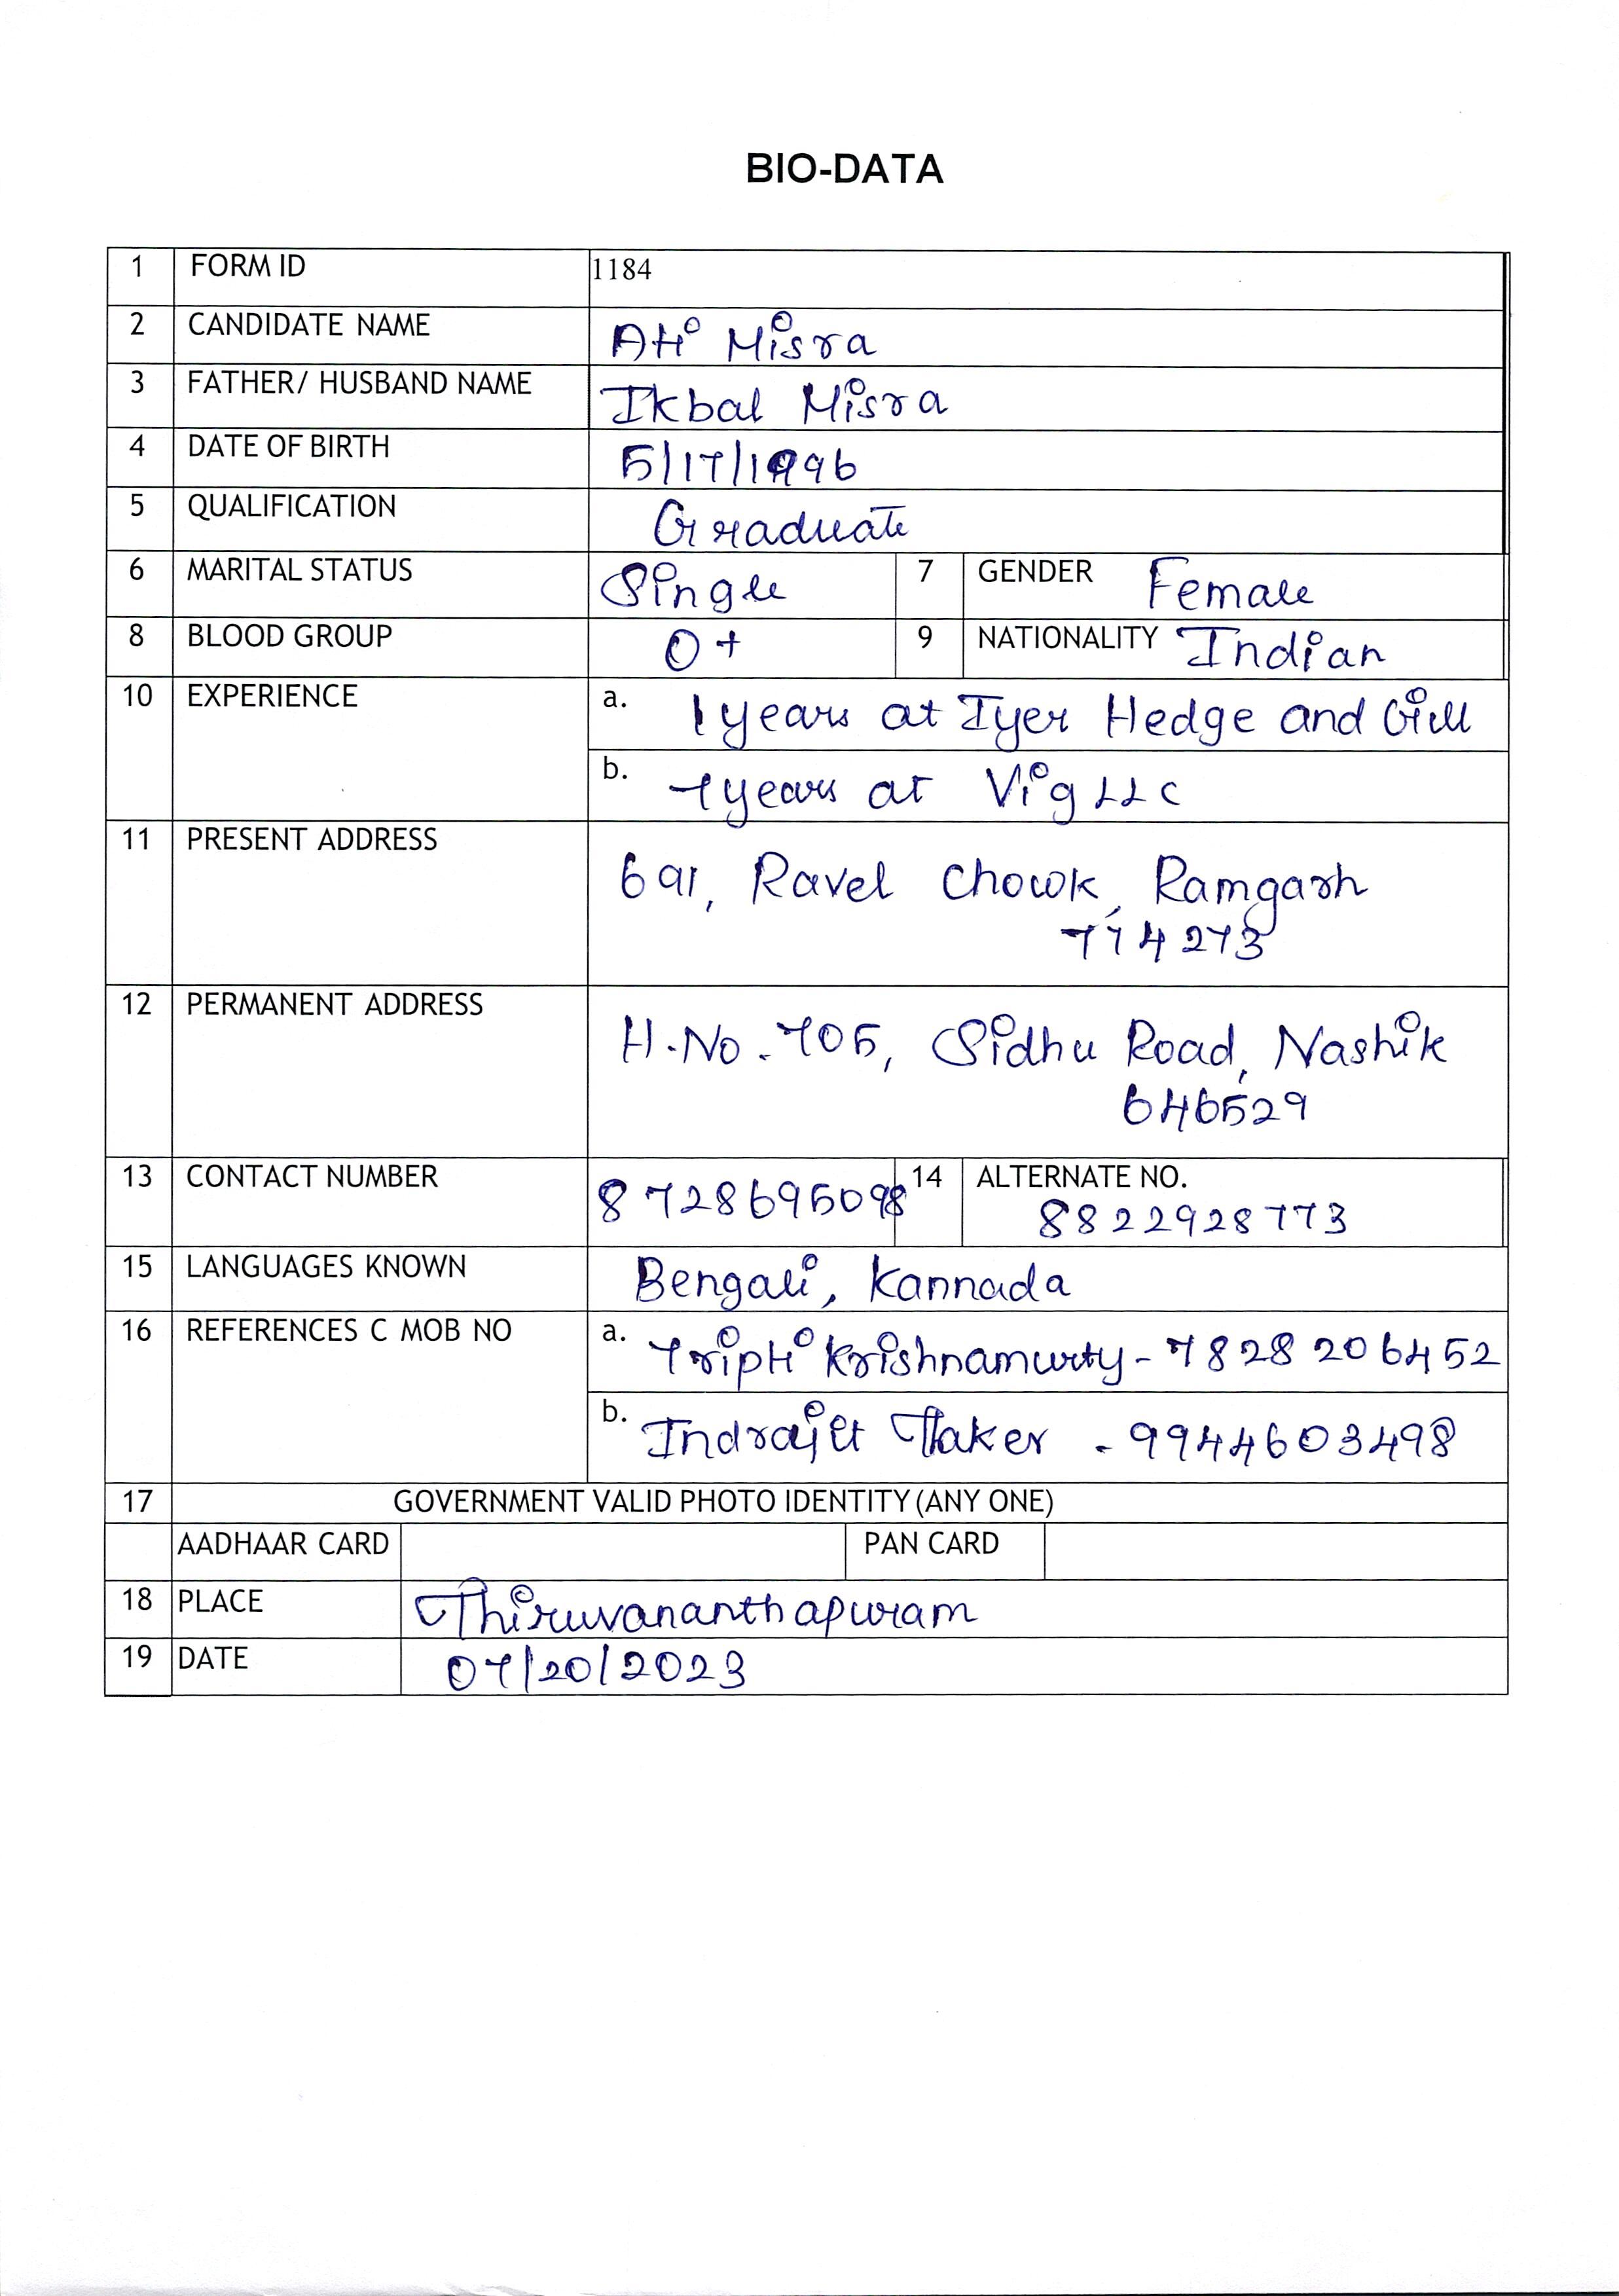 BIO-DATA
1 FORM ID 1184
2 CANDIDATE NAME Atti Misra
3 FATHER/ HUSBAND NAME Ikbal Misra
4 DATE OF BIRTH 5/17/1996
5 QUALIFICATION Graduate
6 MARITAL STATUS Single 7 GENDER Female
8 BLOOD GROUP O+ 9 NATIONALITY Indian
10 EXPERIENCE a. 1 years at Iyer Hedge and Gill
b. 7 years at Vig LLC
11 PRESENT ADDRESS
691, Ravel Chowk, Ramgarh
774273
12 PERMANENT ADDRESS
H.No. 705, Sidhu Road, Nashik
646529
13 CONTACT NUMBER 8728695098 14 ALTERNATE NO.
8822928773
15 LANGUAGES KNOWN Bengali, Kannada
16 REFERENCES C MOB NO a. Tripti Krishnamurty - 7828206452
b. Indrajit Thaker - 9944603498
17 GOVERNMENT VALID PHOTO IDENTITY (ANY ONE)
AADHAAR CARD PAN CARD
18 PLACE Thiruvananthapuram
19 DATE 07/20/2023